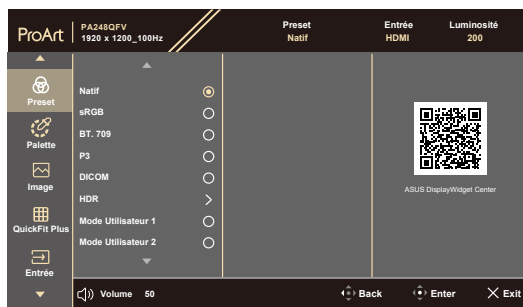 ProArt
PA248QFV
1920 x 1200_100Hz
Preset
Natif
Entrée
HDMI
Luminosité
200
Preset
Palette
Image
QuickFit Plus
Entrée
Natif
sRGB
BT. 709
P3
DICOM
HDR
Mode Utilisateur 1
Mode Utilisateur 2
ASUS DisplayWidget Center
Volume 50
Back
Enter
Exit